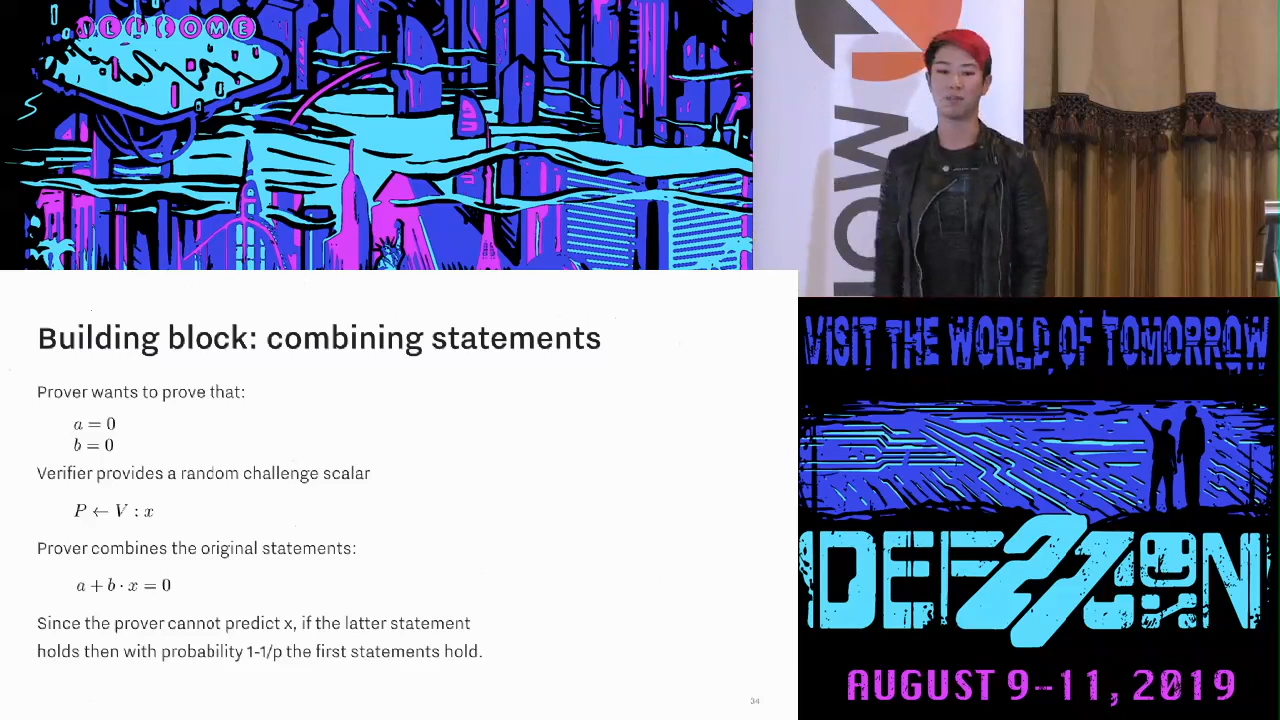 WELCOME
Building block: combining statements
Prover wants to prove that:
a = 0
b = 0
Verifier provides a random challenge scalar
P ← V : x
Prover combines the original statements:
a + b · x = 0
Since the prover cannot predict x, if the latter statement
holds then with probability 1-1/p the first statements hold.
34
VISIT THE WORLD OF TOMORROW
DEF 27 CON
AUGUST 9-11, 2019